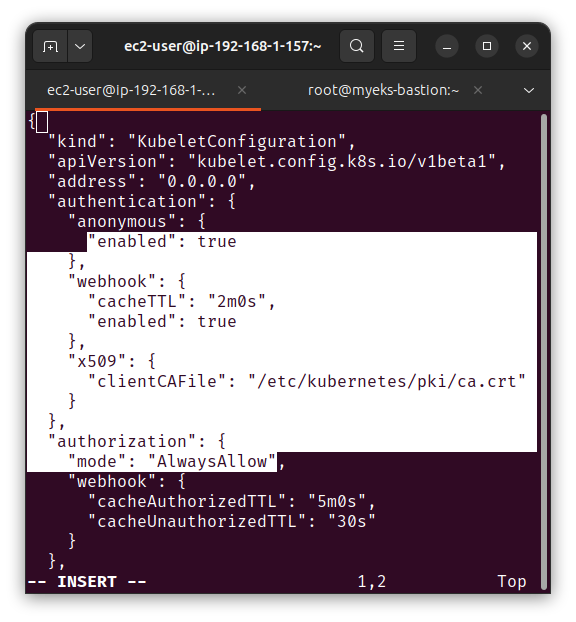 ec2-user@ip-192-168-1-157:~
ec2-user@ip-192-168-1-... × root@myeks-bastion:~ ×
{
  "kind": "KubeletConfiguration",
  "apiVersion": "kubelet.config.k8s.io/v1beta1",
  "address": "0.0.0.0",
  "authentication": {
    "anonymous": {
      "enabled": true
    },
    "webhook": {
      "cacheTTL": "2m0s",
      "enabled": true
    },
    "x509": {
      "clientCAFile": "/etc/kubernetes/pki/ca.crt"
    }
  },
  "authorization": {
    "mode": "AlwaysAllow",
    "webhook": {
      "cacheAuthorizedTTL": "5m0s",
      "cacheUnauthorizedTTL": "30s"
    }
  },
-- INSERT -- 1,2 Top